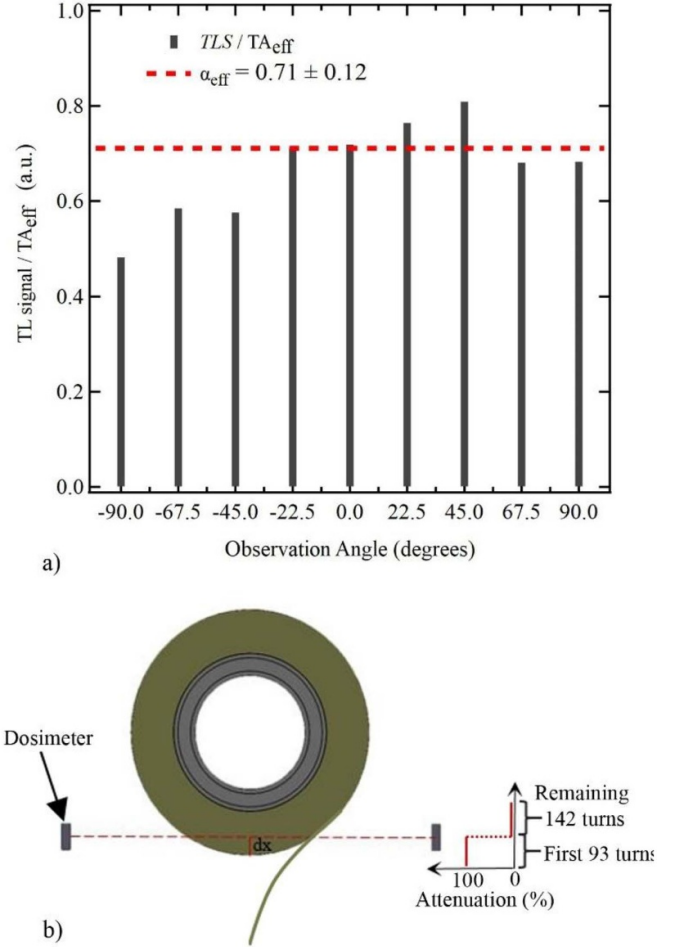 1.0
TLS / TAeff
αeff = 0.71 ± 0.12
0.8
0.6
0.4
0.2
0.0
TL signal / TAeff (a.u.)
-90.0 -67.5 -45.0 -22.5 0.0 22.5 45.0 67.5 90.0
Observation Angle (degrees)
a)
Dosimeter
dx
Remaining
142 turns
First 93 turns
100 0
Attenuation (%)
b)